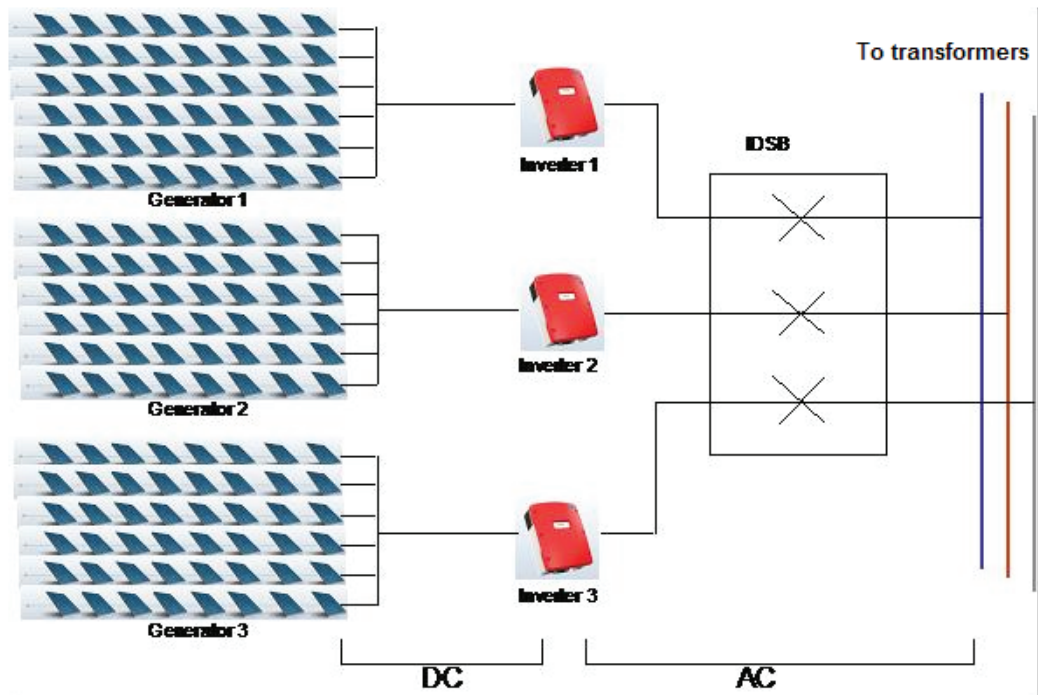 To transformers
IDSB
Inverter 1
Generator 1
Inverter 2
Generator 2
Inverter 3
Generator 3
DC
AC